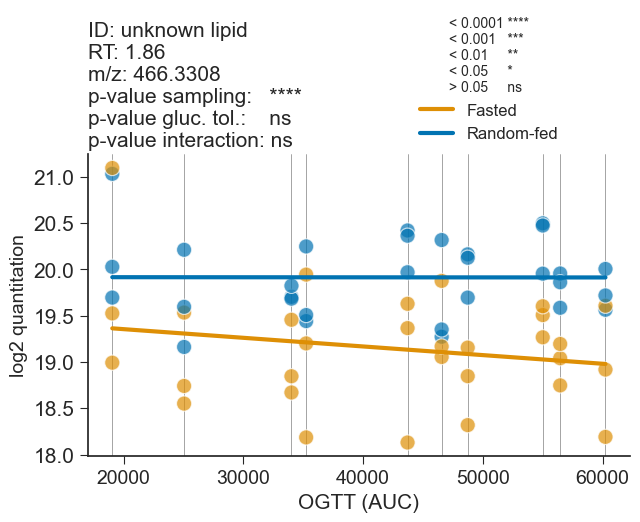 ID: unknown lipid
RT: 1.86
m/z: 466.3308
p-value sampling: ****
p-value gluc. tol.: ns
p-value interaction: ns
< 0.0001 ****
< 0.001 ***
< 0.01 **
< 0.05 *
> 0.05 ns
Fasted
Random-fed
log2 quantitation
21.0
20.5
20.0
19.5
19.0
18.5
18.0
20000 30000 40000 50000 60000
OGTT (AUC)